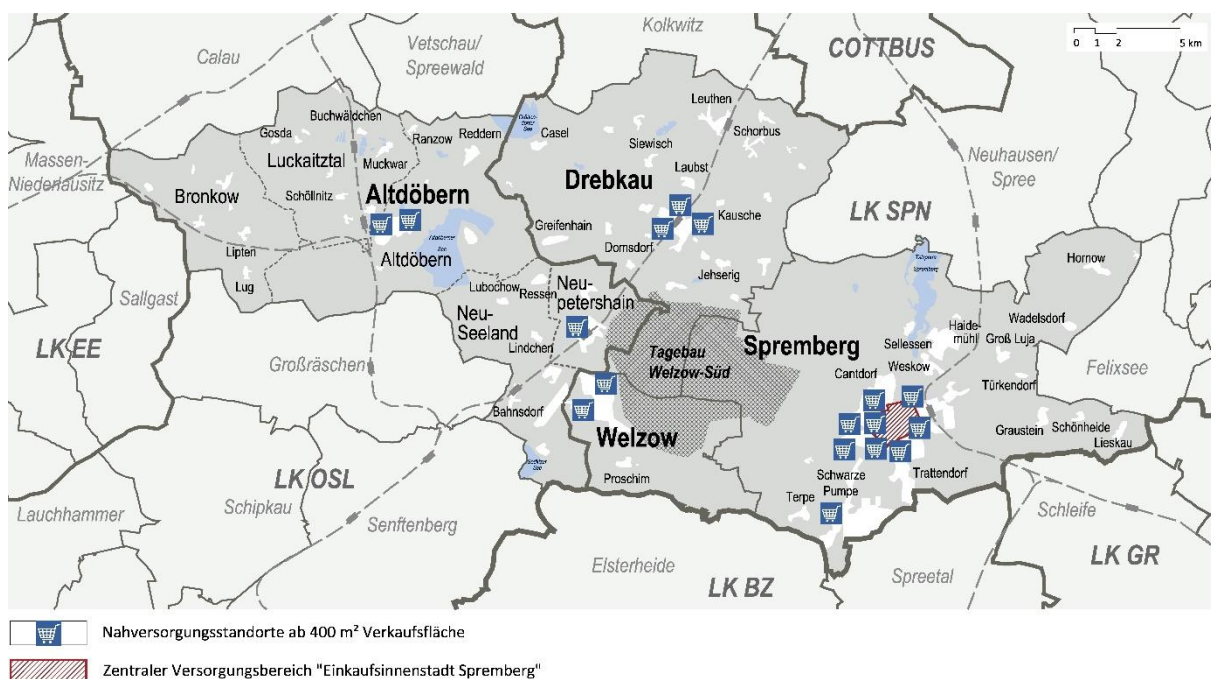 Calau
Vetschau/
Spreewald
Kolkwitz
COTTBUS
0 1 2 5 km
Massen-
Niederlausitz
Bronkow
Gosda
Buchwäldchen
Luckaitztal
Muckwar
Ranzow
Reddern
Schöllnitz
Altdöbern
Altdöbern
Lipten
Lug
Casel
Leuthen
Schorbus
Siewisch
Laubst
Drebkau
Kausche
Greifenhain
Domsdorf
Jehserig
LK SPN
Neuhausen/
Spree
Sallgast
LK EE
Großräschen
Lubochow
Ressen
Neu-
petershain
Neu-
Seeland
Lindchen
Bahnsdorf
Tagebau
Welzow-Süd
Welzow
Proschim
Spremberg
Hornow
Wadelsdorf
Haide-
mühl
Groß Luja
Sellessen
Weskow
Cantdorf
Türkendorf
Felixsee
Graustein
Schönheide
Lieskau
Trattendorf
Schwarze
Pumpe
Terpe
Lauchhammer
Schipkau
LK OSL
Senftenberg
Elsterheide
LK BZ
Spreetal
Schleife
LK GR
Nahversorgungsstandorte ab 400 m² Verkaufsfläche
Zentraler Versorgungsbereich "Einkaufsinnenstadt Spremberg"